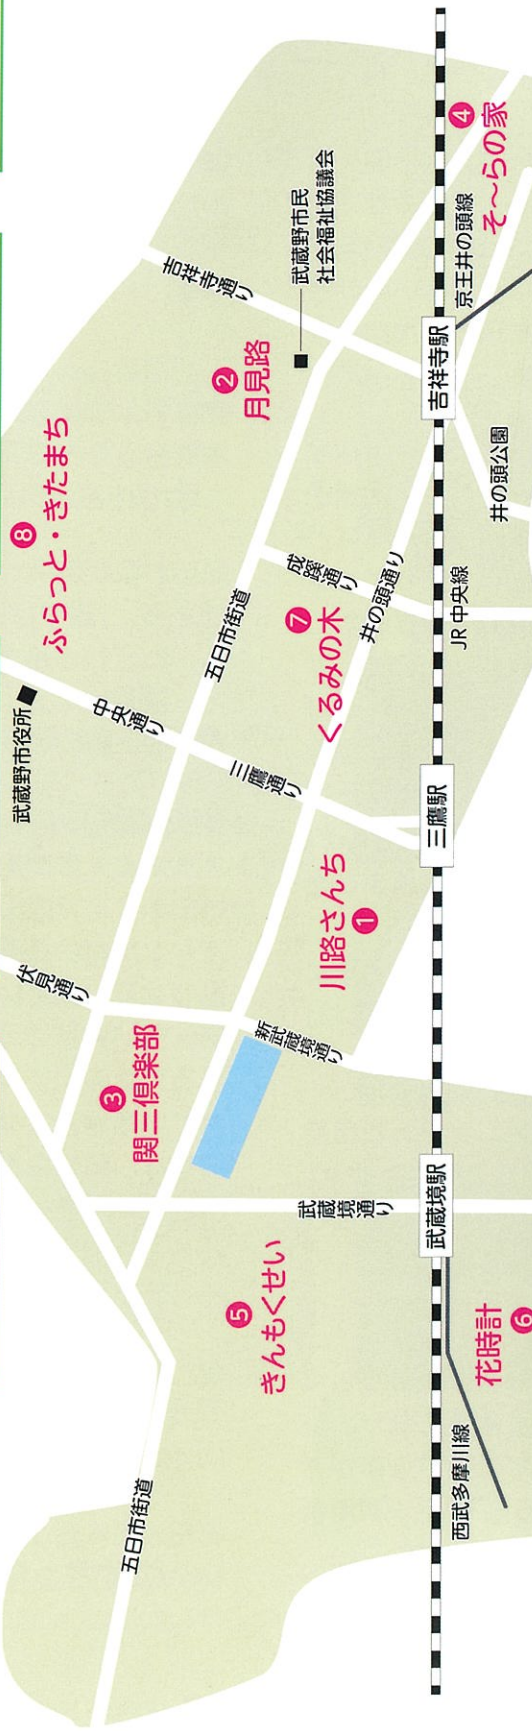 武蔵野市役所
⑧
ふらっと・きたまち
伏見通り
中央通り
五日市街道
③
関三倶楽部
吉祥寺通り
五日市街道
②
月見路
三鷹通り
⑤
きんもくせい
新武蔵境通り
武蔵野市民
社会福祉協議会
成蹊通り
⑦
くるみの木
武蔵境通り
川路さんち
①
井の頭通り
武蔵境駅
三鷹駅
吉祥寺駅
西武多摩川線
JR 中央線
京王井の頭線
④
そ〜らの家
花時計
⑥
井の頭公園